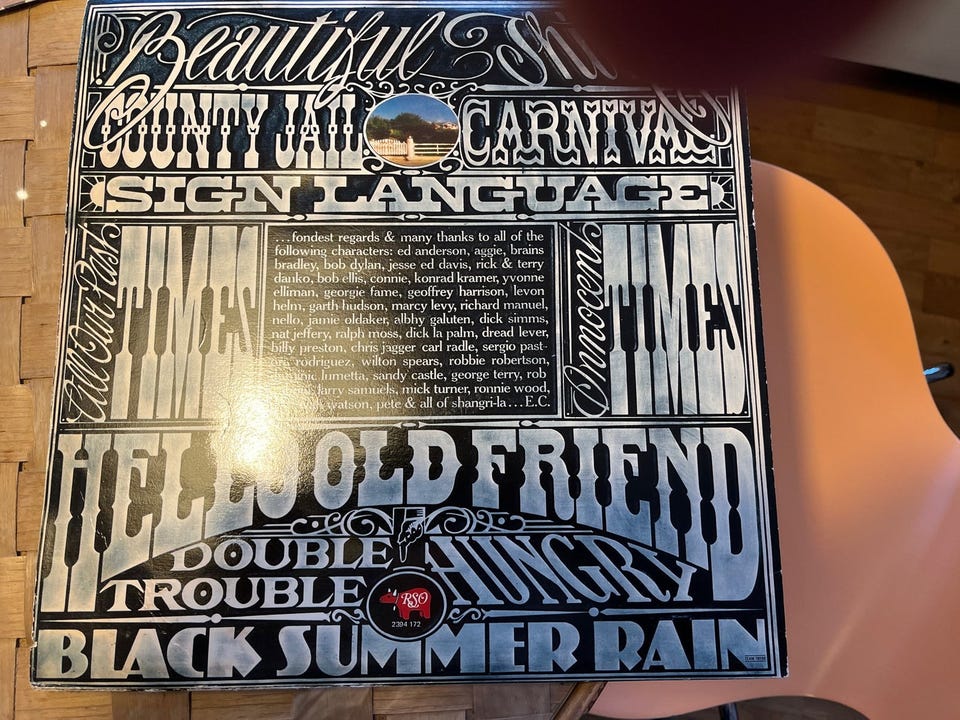 Beautiful
COUNTY JAIL CARNIVAL
SIGN LANGUAGE
All Our Past
TIMES
...fondest regards & many thanks to all of the
following characters: ed anderson, aggie, brains
bradley, bob dylan, jesse ed davis, rick & terry
danko, bob ellis, connie, konrad kramer, yvonne
elliman, georgie fame, geoffrey harrison, levon
helm, garth hudson, marcy levy, richard manuel,
nello, jamie oldaker, albhy galuten, dick simms,
nat jeffery, ralph moss, dick la palm, dread lever,
billy preston, chris jagger carl radle, sergio past-
rodriguez, wilton spears, robbie robertson,
lumetta, sandy castle, george terry, rob
larry samuels, mick turner, ronnie wood,
watson, pete & all of shangri-la...E.C.
Innocent
TIMES
HELLO OLD FRIEND
DOUBLE
TROUBLE
HUNGRY
RSO
2394 172
BLACK SUMMER RAIN